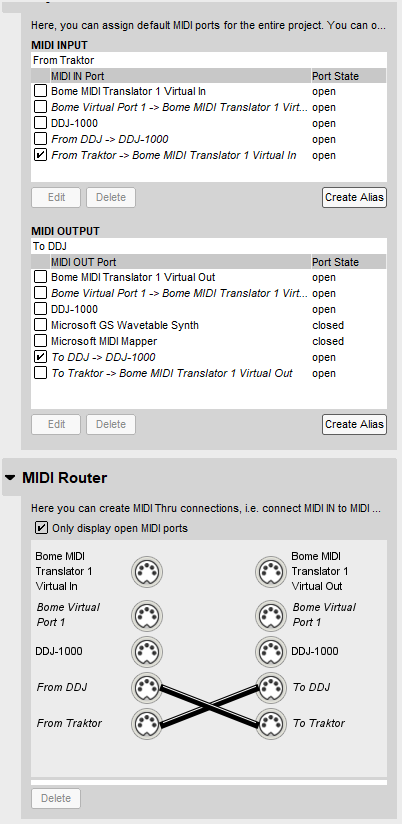 Here, you can assign default MIDI ports for the entire project. You can o...
MIDI INPUT
From Traktor
MIDI IN Port Port State
Bome MIDI Translator 1 Virtual In open
Bome Virtual Port 1 -> Bome MIDI Translator 1 Virt... open
DDJ-1000 open
From DDJ -> DDJ-1000 open
From Traktor -> Bome MIDI Translator 1 Virtual In open
Edit Delete Create Alias
MIDI OUTPUT
To DDJ
MIDI OUT Port Port State
Bome MIDI Translator 1 Virtual Out open
Bome Virtual Port 1 -> Bome MIDI Translator 1 Virt... open
DDJ-1000 open
Microsoft GS Wavetable Synth closed
Microsoft MIDI Mapper closed
To DDJ -> DDJ-1000 open
To Traktor -> Bome MIDI Translator 1 Virtual Out open
Edit Delete Create Alias
MIDI Router
Here you can create MIDI Thru connections, i.e. connect MIDI IN to MIDI ...
Only display open MIDI ports
Bome MIDI
Translator 1
Virtual In
Bome MIDI
Translator 1
Virtual Out
Bome Virtual
Port 1
Bome Virtual
Port 1
DDJ-1000 DDJ-1000
From DDJ To DDJ
From Traktor To Traktor
Delete